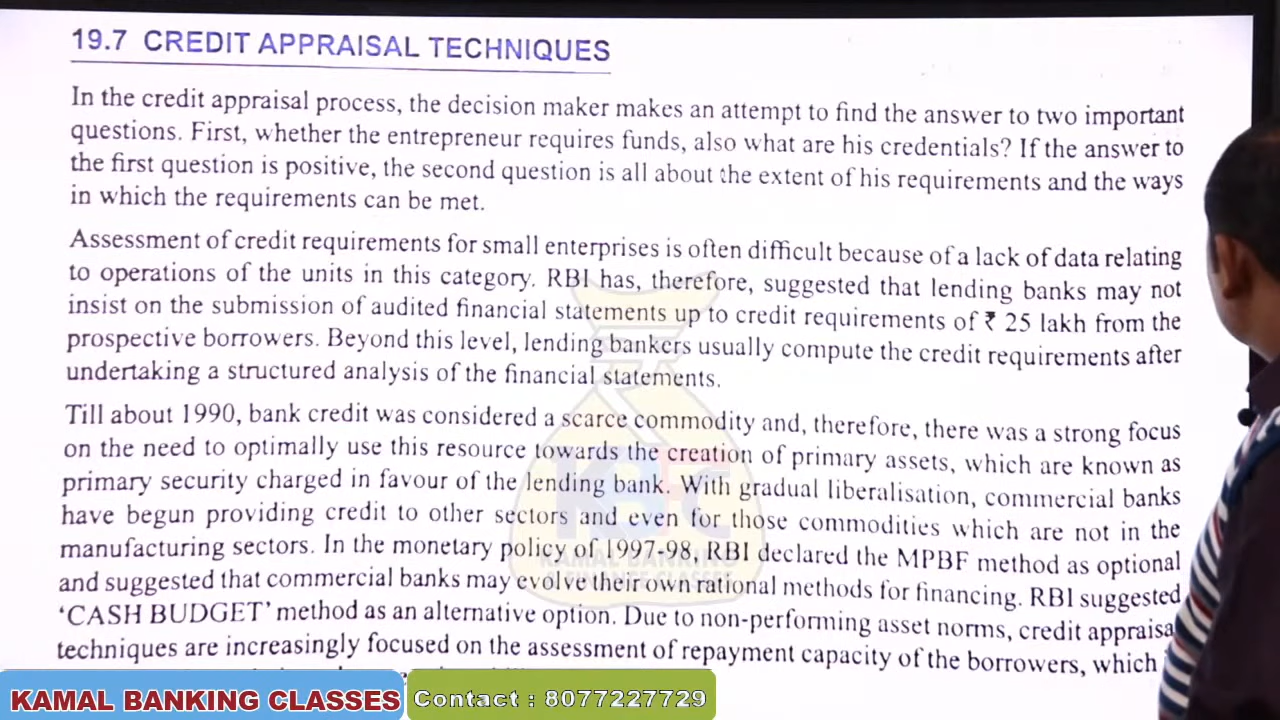 19.7 CREDIT APPRAISAL TECHNIQUES
In the credit appraisal process, the decision maker makes an attempt to find the answer to two important
questions. First, whether the entrepreneur requires funds, also what are his credentials? If the answer to
the first question is positive, the second question is all about the extent of his requirements and the ways
in which the requirements can be met.
Assessment of credit requirements for small enterprises is often difficult because of a lack of data relating
to operations of the units in this category. RBI has, therefore, suggested that lending banks may not
insist on the submission of audited financial statements up to credit requirements of ₹ 25 lakh from the
prospective borrowers. Beyond this level, lending bankers usually compute the credit requirements after
undertaking a structured analysis of the financial statements.
Till about 1990, bank credit was considered a scarce commodity and, therefore, there was a strong focus
on the need to optimally use this resource towards the creation of primary assets, which are known as
primary security charged in favour of the lending bank. With gradual liberalisation, commercial banks
have begun providing credit to other sectors and even for those commodities which are not in the
manufacturing sectors. In the monetary policy of 1997-98, RBI declared the MPBF method as optional
and suggested that commercial banks may evolve their own rational methods for financing. RBI suggested
‘CASH BUDGET’ method as an alternative option. Due to non-performing asset norms, credit appraisa
techniques are increasingly focused on the assessment of repayment capacity of the borrowers, which
KBFC
KAMAL BANKING
FINANCE CLASSES
KAMAL BANKING CLASSES
Contact : 8077227729